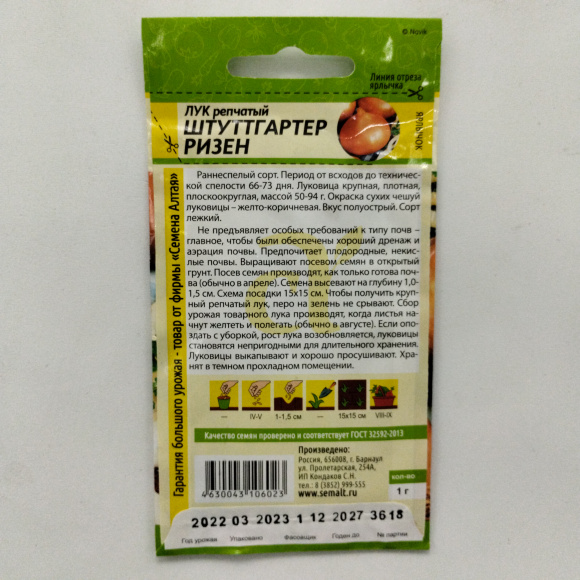 © Novik
Линия отреза
ярлычка
ЛУК репчатый
ШТУТТГАРТЕР
РИЗЕН
ЯРЛЫЧОК
Гарантия большого урожая - товар от фирмы «Семена Алтая»
Раннеспелый сорт. Период от всходов до техничес-
кой спелости 66-73 дня. Луковица крупная, плотная,
плоскоокруглая, массой 50-94 г. Окраска сухих чешуй
луковицы – желто-коричневая. Вкус полуострый. Сорт
лежкий.
Не предъявляет особых требований к типу почв –
главное, чтобы были обеспечены хороший дренаж и
аэрация почвы. Предпочитает плодородные, некис-
лые почвы. Выращивают посевом семян в открытый
грунт. Посев семян производят, как только готова поч-
ва (обычно в апреле). Семена высевают на глубину 1,0-
1,5 см. Схема посадки 15х15 см. Чтобы получить круп-
ный репчатый лук, перо на зелень не срывают. Сбор
урожая товарного лука производят, когда листья нач-
нут желтеть и полегать (обычно в августе). Если опо-
здать с уборкой, рост лука возобновляется, луковицы
становятся непригодными для длительного хранения.
Луковицы выкапывают и хорошо просушивают. Хра-
нят в темном прохладном помещении.
— IV-V 1-1,5 см — 15х15 см VIII-IX
Качество семян проверено и соответствует ГОСТ 32592-2013
Произведено:
Россия, 656008, г. Барнаул
ул. Пролетарская, 254А,
ИП Кондаков С.Н.
тел.: 8 (3852) 999-555
www.semalt.ru
кол-во
1 г
4630043106023
2022 03 2023 1 12 2027 3618
Год урожая Упаковано Фасовщик Годен до № партии